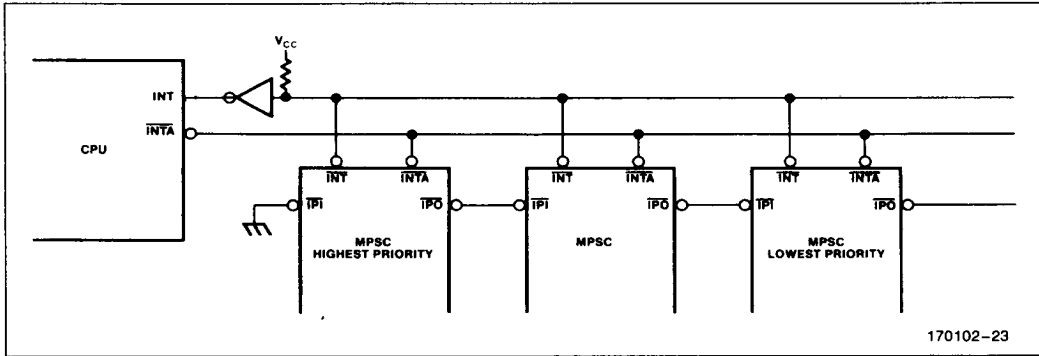 VCC
INT
INTA
CPU
INT INTA INT INTA INT INTA
IPI IPO IPI IPO IPI IPO
MPSC
HIGHEST PRIORITY
MPSC
MPSC
LOWEST PRIORITY
170102-23